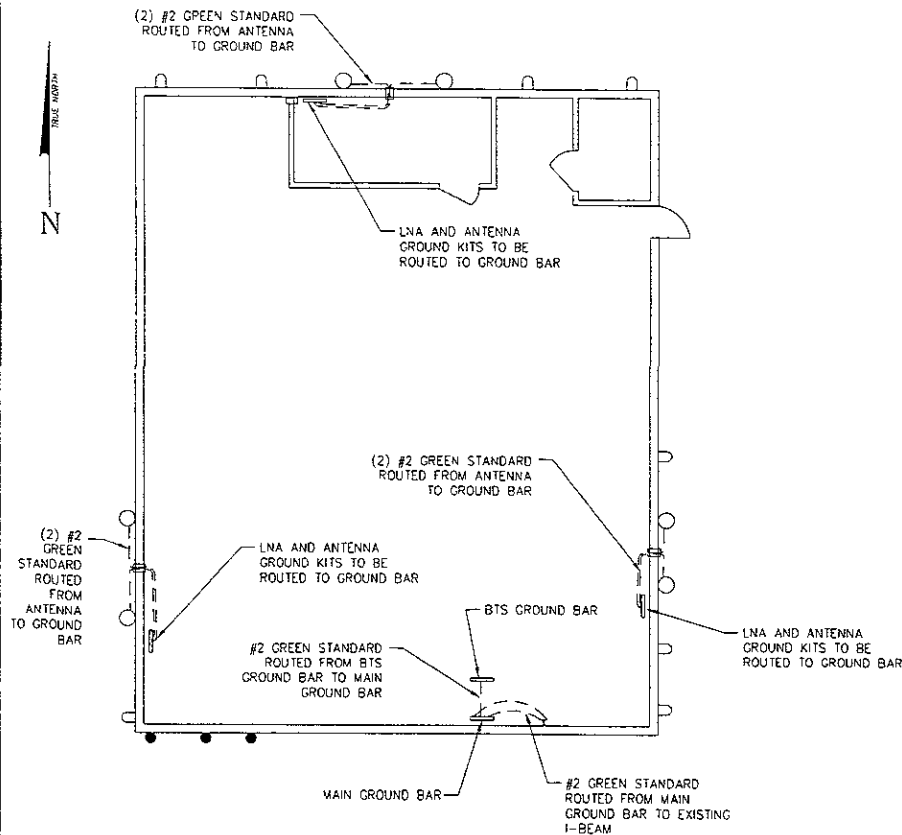 (2) #2 GPEEN STANDARD
ROUTED FROM ANTENNA
TO GROUND BAR
TRUE NORTH
N
LNA AND ANTENNA
GROUND KITS TO BE
ROUTED TO GROUND BAR
(2) #2 GREEN STANDARD
ROUTED FROM ANTENNA
TO GROUND BAR
(2) #2
GREEN
STANDARD
ROUTED
FROM
ANTENNA
TO GROUND
BAR
LNA AND ANTENNA
GROUND KITS TO BE
ROUTED TO GROUND BAR
BTS GROUND BAR
#2 GREEN STANDARD
ROUTED FROM BTS
GROUND BAR TO MAIN
GROUND BAR
LNA AND ANTENNA
GROUND KITS TO BE
ROUTED TO GROUND BAR
MAIN GROUND BAR
#2 GREEN STANDARD
ROUTED FROM MAIN
GROUND BAR TO EXISTING
I-BEAM